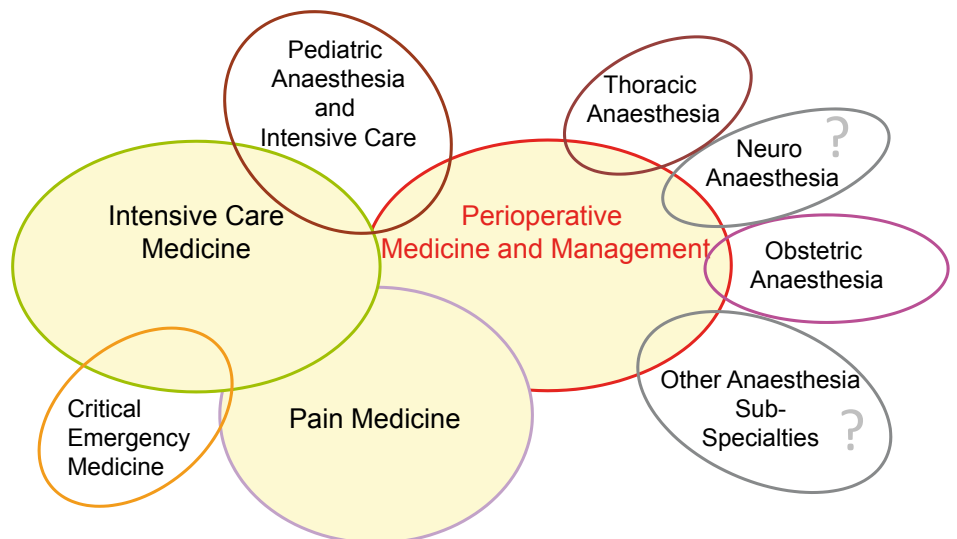 Pediatric
Anaesthesia
and
Intensive Care
Thoracic
Anaesthesia
Neuro
Anaesthesia
?
Intensive Care
Medicine
Perioperative
Medicine and Management
Obstetric
Anaesthesia
Critical
Emergency
Medicine
Pain Medicine
Other Anaesthesia
Sub-
Specialties
?